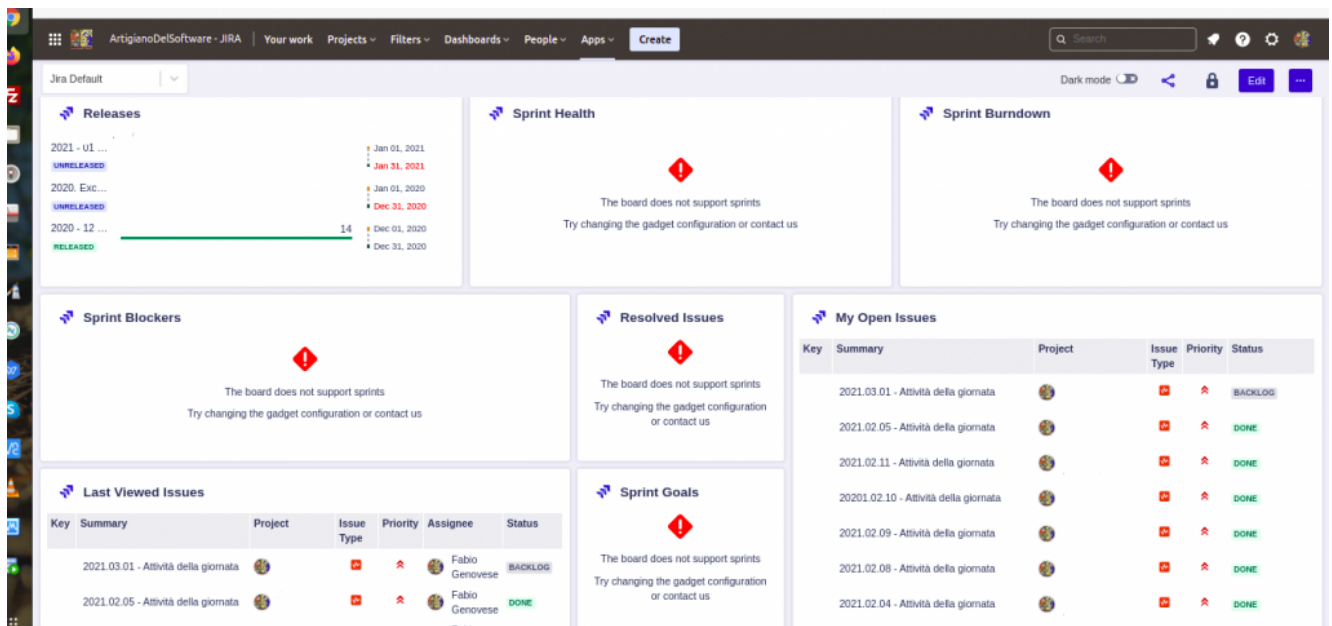 ArtigianoDelSoftware - JIRA Your work Projects Filters Dashboards People Apps Create Search
Jira Default Dark mode Edit ...
Releases
2021 - 01 ... Jan 01, 2021
UNRELEASED Jan 31, 2021
2020. Exc... Jan 01, 2020
UNRELEASED Dec 31, 2020
2020 - 12 ... 14 Dec 01, 2020
RELEASED Dec 31, 2020
Sprint Health
The board does not support sprints
Try changing the gadget configuration or contact us
Sprint Burndown
The board does not support sprints
Try changing the gadget configuration or contact us
Sprint Blockers
The board does not support sprints
Try changing the gadget configuration or contact us
Resolved Issues
The board does not support sprints
Try changing the gadget configuration
or contact us
My Open Issues
Key Summary Project Issue Type Priority Status
2021.03.01 - Attività della giornata BACKLOG
2021.02.05 - Attività della giornata DONE
2021.02.11 - Attività della giornata DONE
20201.02.10 - Attività della giornata DONE
2021.02.09 - Attività della giornata DONE
2021.02.08 - Attività della giornata DONE
2021.02.04 - Attività della giornata DONE
Last Viewed Issues
Key Summary Project Issue Type Priority Assignee Status
2021.03.01 - Attività della giornata Fabio Genovese BACKLOG
2021.02.05 - Attività della giornata Fabio Genovese DONE
Sprint Goals
The board does not support sprints
Try changing the gadget configuration
or contact us